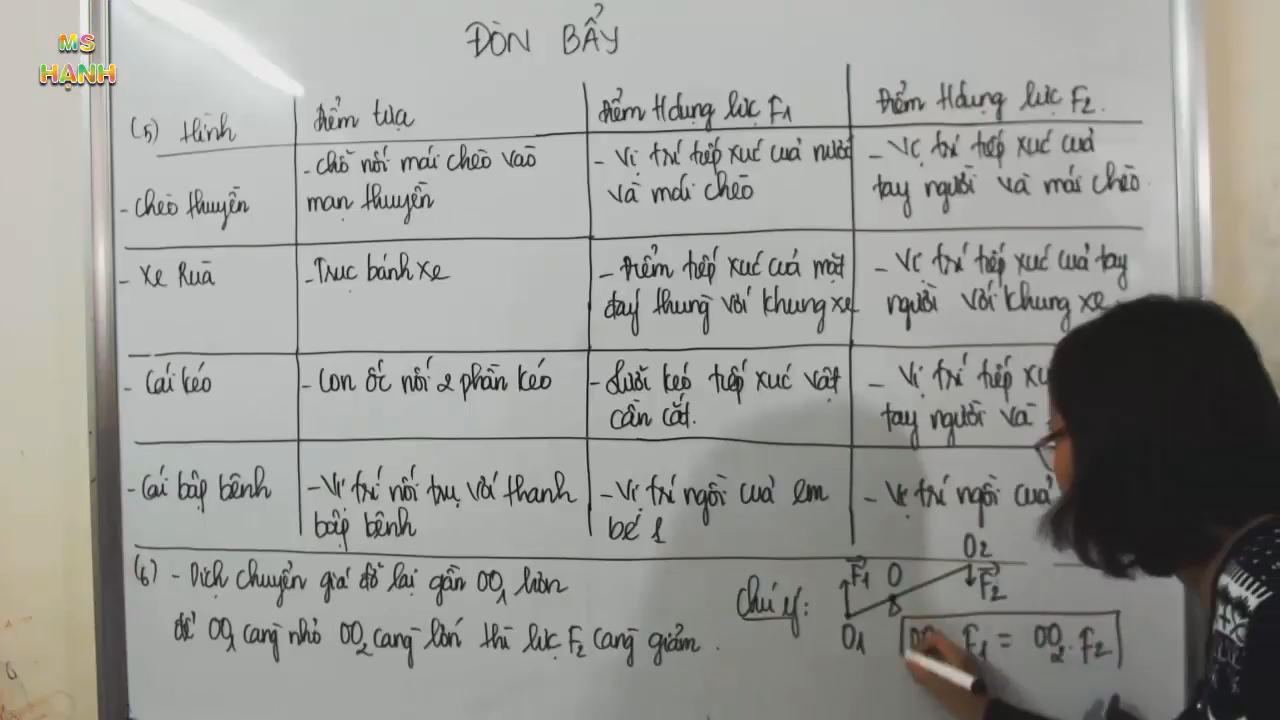 MS
HẠNH
ĐÒN BẨY
(5) Hình
Điểm tựa
Điểm t/dụng lực F1
Điểm t/dụng lực F2.
- Chèo thuyền
- Chỗ nối mái chèo vào
mạn thuyền
- Vị trí tiếp xúc của nước
và mái chèo
- Vị trí tiếp xúc của
tay người và mái chèo.
- Xe Rùa
- Trục bánh xe
- Điểm tiếp xúc của mặt
đáy thùng với khung xe
- Vị trí tiếp xúc của tay
người với khung xe
- Cái kéo
- Con ốc nối 2 phần kéo
- Lưỡi kéo tiếp xúc vật
cần cắt.
- Vị trí tiếp
tay người và
- Cái bập bênh
- Vị trí nối trụ với thanh
bập bênh
- Vị trí ngồi của em
bé 1
- Vị trí ngồi của
(6) - Dịch chuyển giá đỡ lại gần OO1 hơn
để OO1 càng nhỏ OO2 càng lớn thì lực F2 càng giảm.
Chú ý:
F1 O O2 F2
O1
F1 = OO2.F2